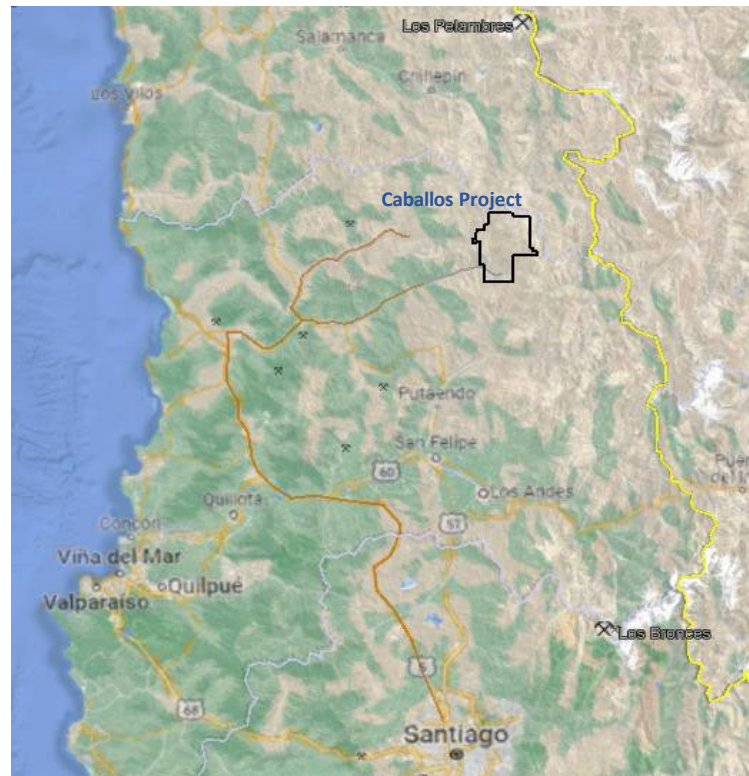 Los Pelambres
Salamanca
Chillepín
Los Vilos
Caballos Project
Putaendo
San Felipe
60
Los Andes
Quillota
57
Concón
Viña del Mar
Quilpué
Valparaíso
Los Bronces
5
68
Santiago